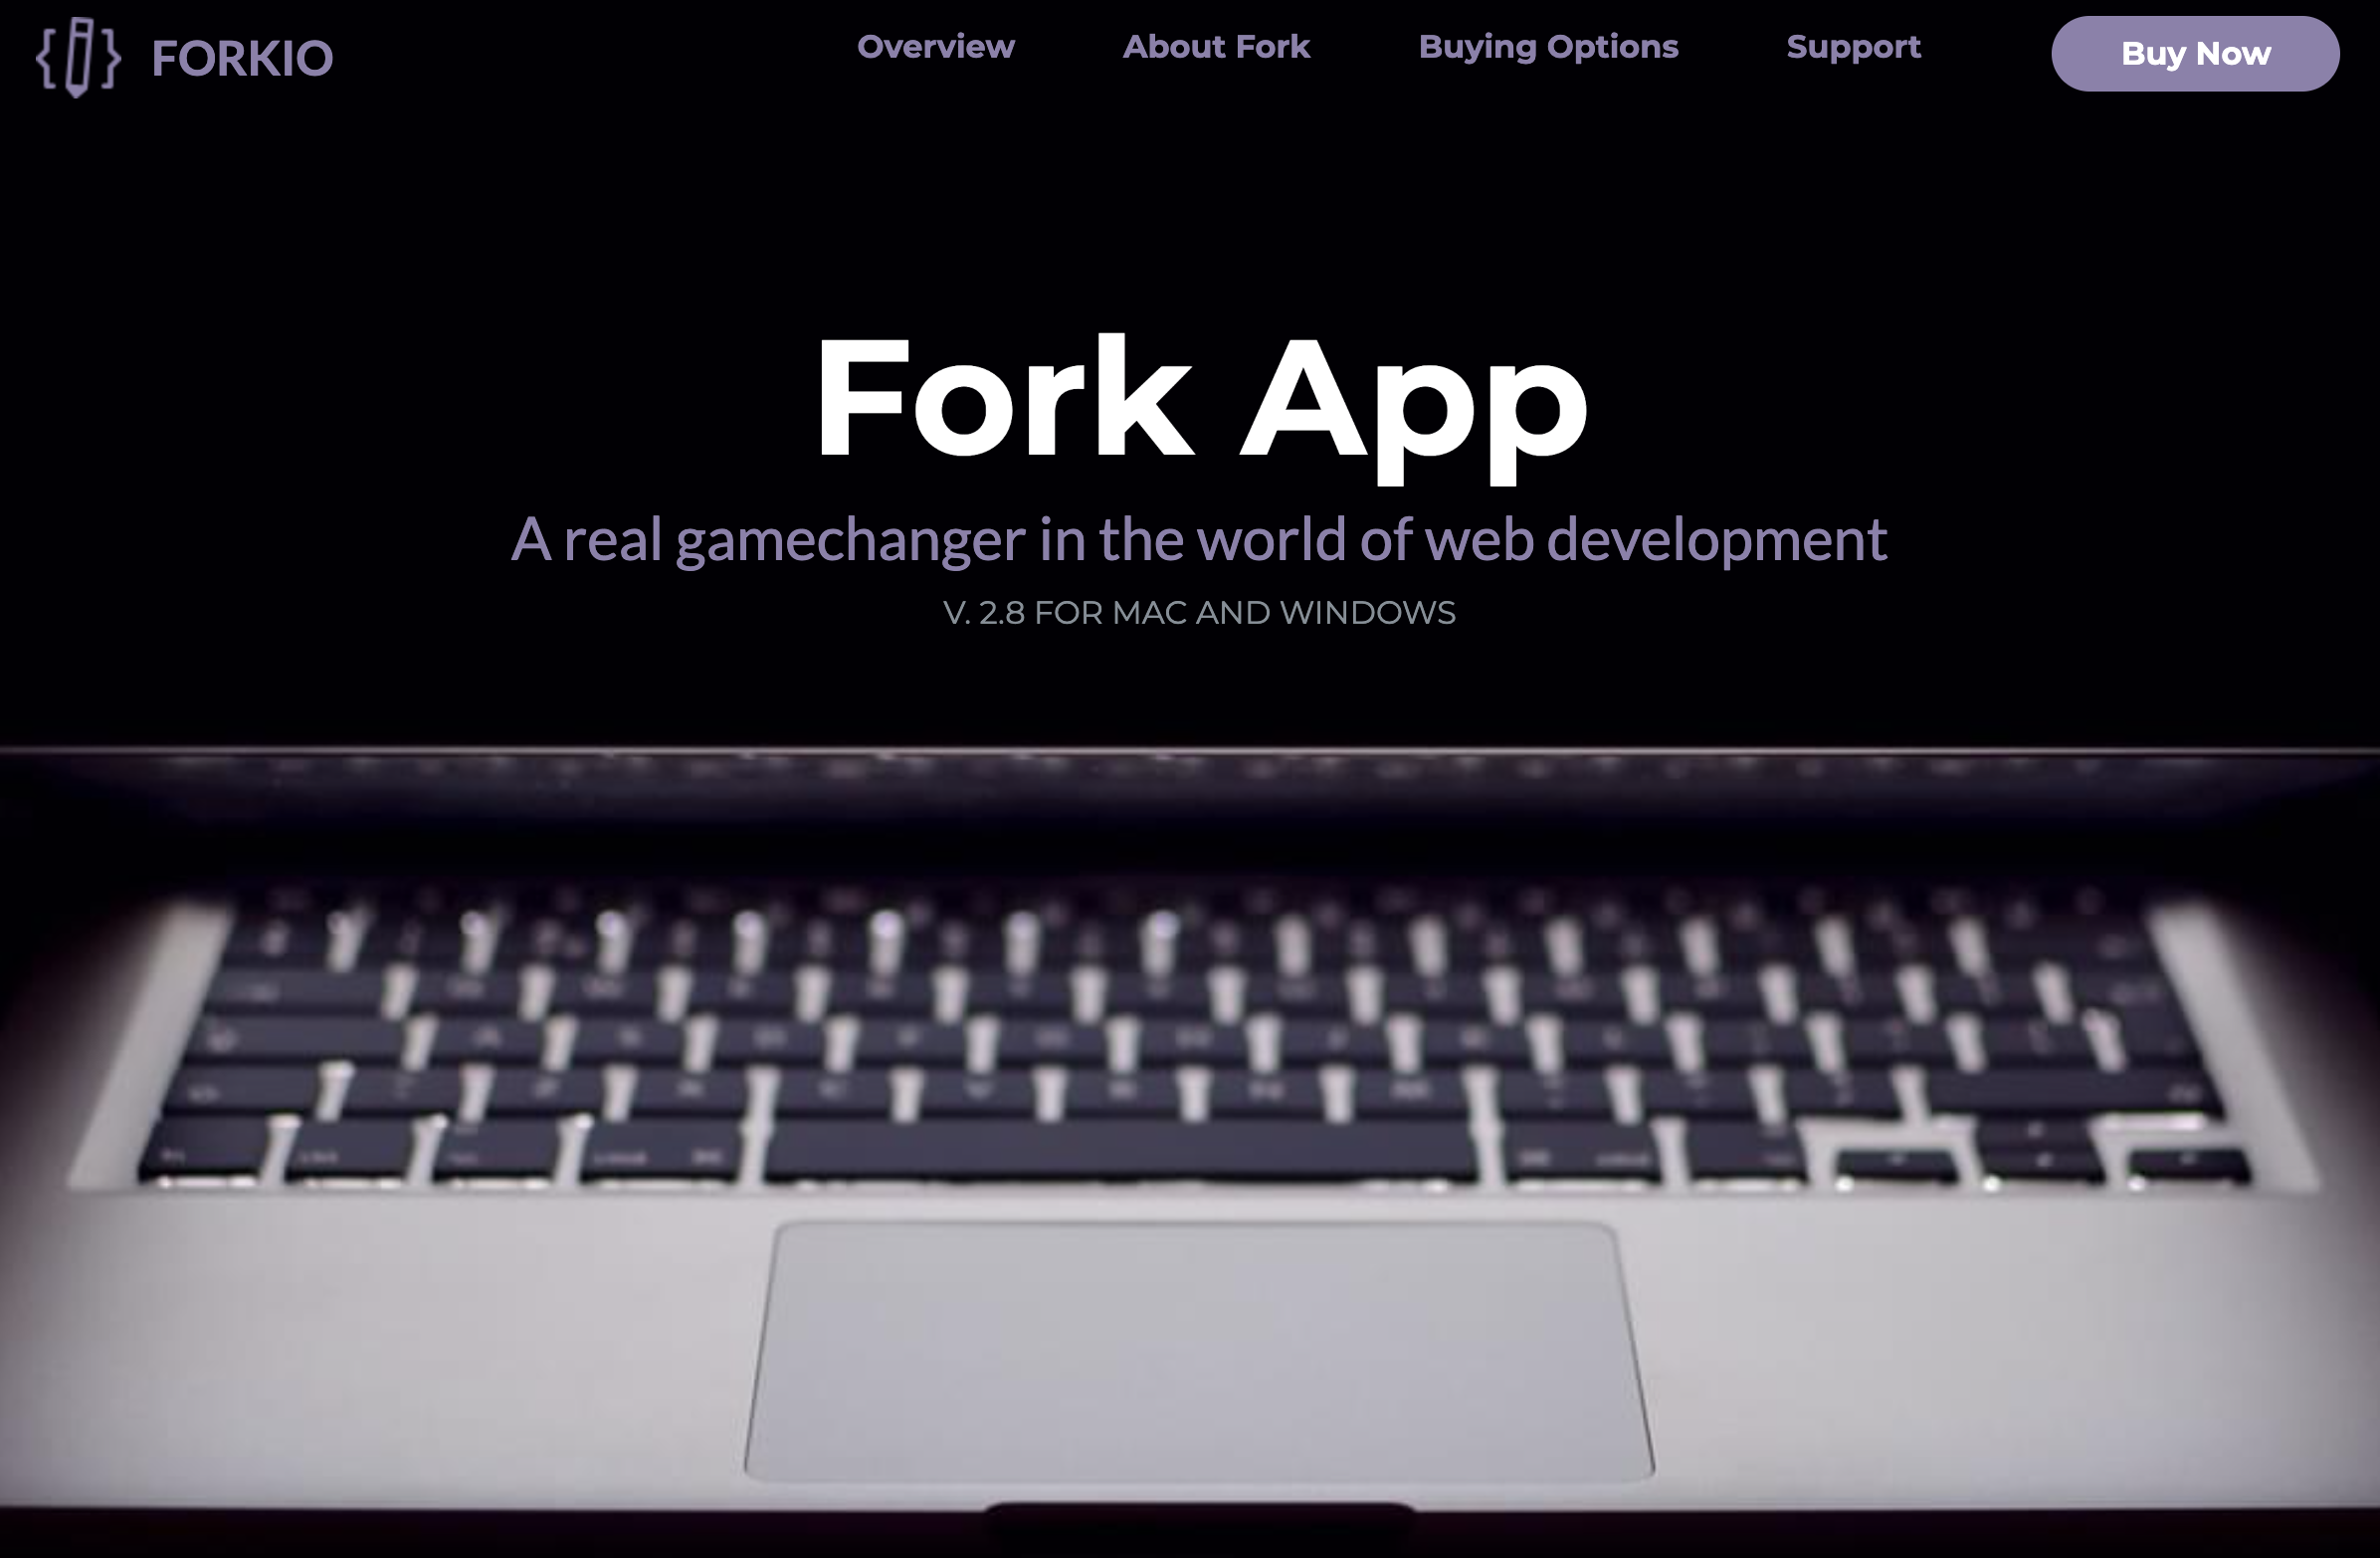 FORKIO
Overview
About Fork
Buying Options
Support
Buy Now
Fork App
A real gamechanger in the world of web development
V. 2.8 FOR MAC AND WINDOWS